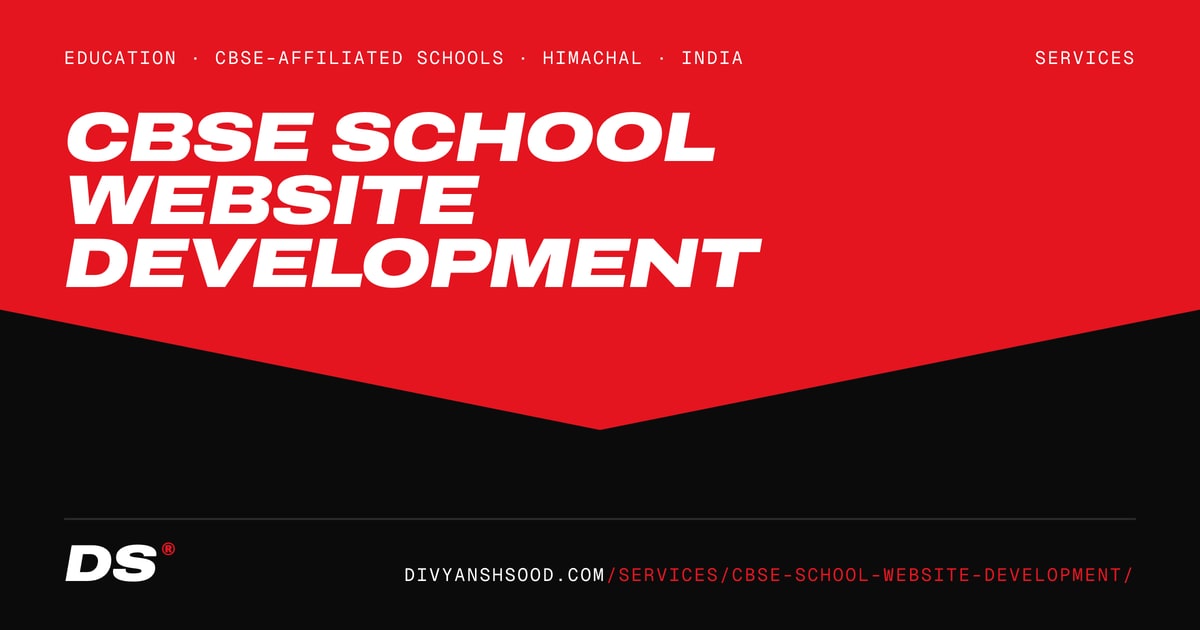 EDUCATION · CBSE-AFFILIATED SCHOOLS · HIMACHAL · INDIA
SERVICES
CBSE SCHOOL
WEBSITE
DEVELOPMENT
DS®
DIVYANSHSOOD.COM/SERVICES/CBSE-SCHOOL-WEBSITE-DEVELOPMENT/